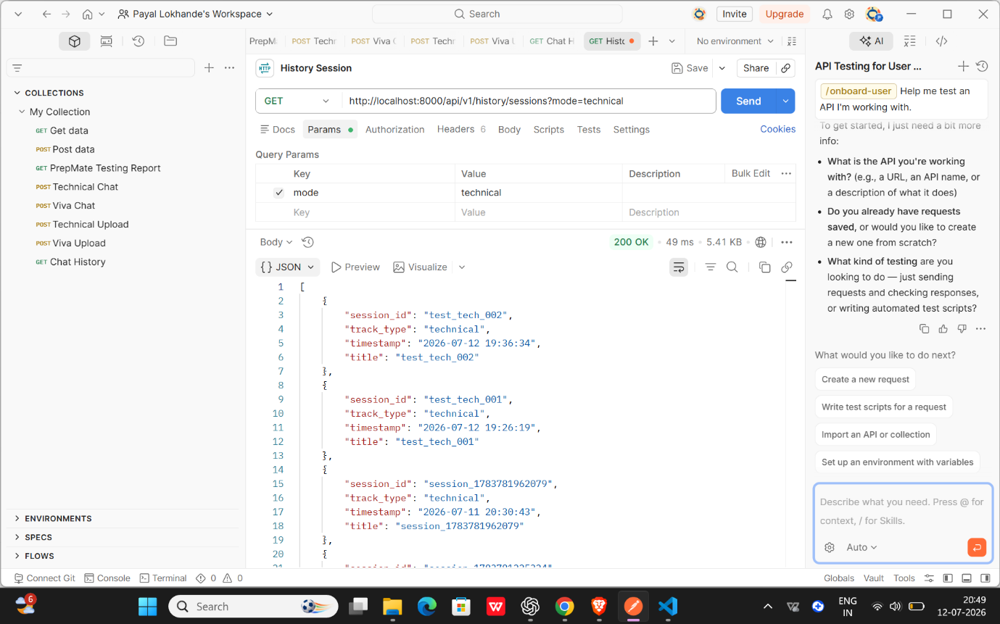 Payal Lokhande's Workspace
Search
Invite
Upgrade
P
PrepMa
POST Techn
POST Viva C
POST Techn
POST Viva U
GET Chat H
GET Histo
No environment
AI
COLLECTIONS
My Collection
GET Get data
POST Post data
GET PrepMate Testing Report
POST Technical Chat
POST Viva Chat
POST Technical Upload
POST Viva Upload
GET Chat History
ENVIRONMENTS
SPECS
FLOWS
HTTP
History Session
Save
Share
GET
http://localhost:8000/api/v1/history/sessions?mode=technical
Send
Docs
Params
Authorization
Headers 6
Body
Scripts
Tests
Settings
Cookies
Query Params
Key
Value
Description
Bulk Edit
mode
technical
Key
Value
Description
Body
200 OK
49 ms
5.41 KB
{ } JSON
Preview
Visualize
1 [
2 {
3 "session_id": "test_tech_002",
4 "track_type": "technical",
5 "timestamp": "2026-07-12 19:36:34",
6 "title": "test_tech_002"
7 },
8 {
9 "session_id": "test_tech_001",
10 "track_type": "technical",
11 "timestamp": "2026-07-12 19:26:19",
12 "title": "test_tech_001"
13 },
14 {
15 "session_id": "session_1783781962079",
16 "track_type": "technical",
17 "timestamp": "2026-07-11 20:30:43",
18 "title": "session_1783781962079"
19 },
20 {
API Testing for User ...
/onboard-user Help me test an
API I'm working with.
To get started, I just need a bit more
info:
• What is the API you're working
with? (e.g., a URL, an API name, or
a description of what it does)
• Do you already have requests
saved, or would you like to create
a new one from scratch?
• What kind of testing are you
looking to do — just sending
requests and checking responses,
or writing automated test scripts?
What would you like to do next?
Create a new request
Write test scripts for a request
Import an API or collection
Set up an environment with variables
Describe what you need. Press @ for
context, / for Skills.
Auto
Connect Git
Console
Terminal
0
0
Globals
Vault
Tools
6
Search
ENG
IN
20:49
12-07-2026